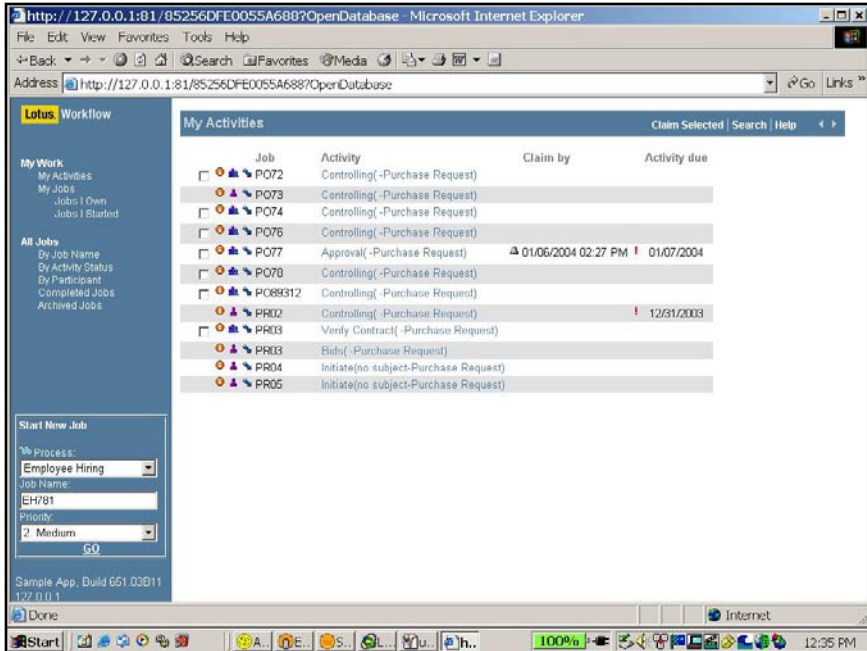 http://127.0.0.1:81/85256DFE0055A688?OpenDatabase - Microsoft Internet Explorer
File Edit View Favorites Tools Help
Back Search Favorites Media
Address http://127.0.0.1:81/85256DFE0055A688?OpenDatabase Go Links »
Lotus. Workflow
My Work
My Activities
My Jobs
Jobs I Own
Jobs I Started
All Jobs
By Job Name
By Activity Status
By Participant
Completed Jobs
Archived Jobs
Start New Job
Process:
Employee Hiring
Job Name:
EH781
Priority:
2. Medium
GO
Sample App, Build 651.03B11
127.0.0.1
My Activities Claim Selected | Search | Help
Job Activity Claim by Activity due
PO72 Controlling( -Purchase Request)
PO73 Controlling( -Purchase Request)
PO74 Controlling( -Purchase Request)
PO76 Controlling( -Purchase Request)
PO77 Approval( -Purchase Request) 01/06/2004 02:27 PM ! 01/07/2004
PO78 Controlling( -Purchase Request)
PO89312 Controlling( -Purchase Request)
PR02 Controlling( -Purchase Request) ! 12/31/2003
PR03 Verify Contract( -Purchase Request)
PR03 Bids( -Purchase Request)
PR04 Initiate(no subject-Purchase Request)
PR05 Initiate(no subject-Purchase Request)
Done Internet
Start A.. E.. S.. L... u.. h.. 100% 12:35 PM